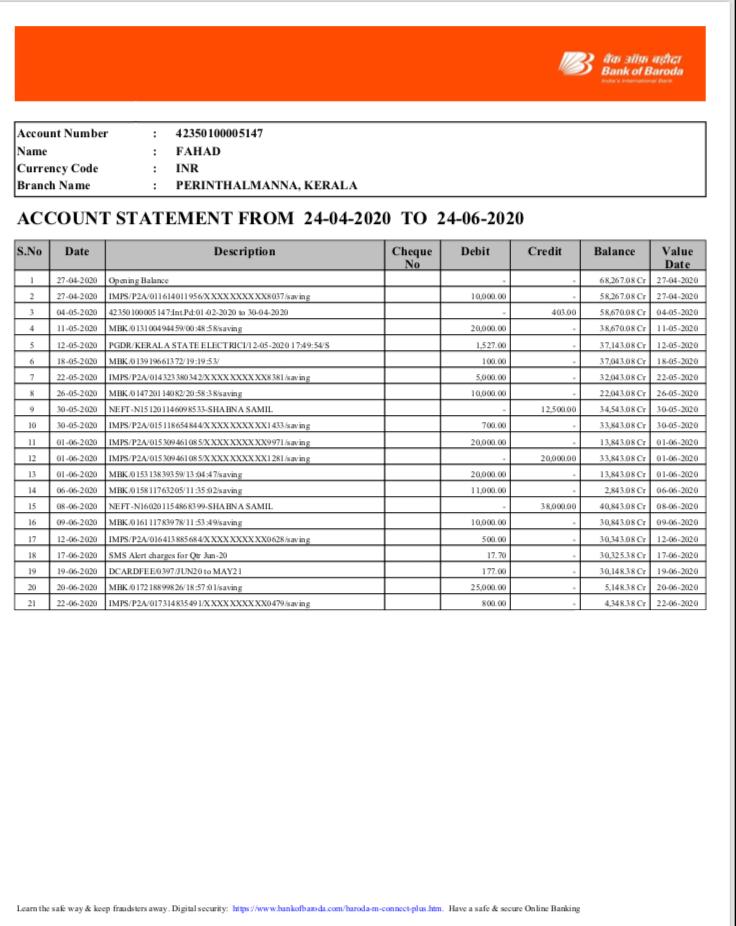 बैंक ऑफ़ बड़ौदा
Bank of Baroda
India's International Bank
Account Number : 42350100005147
Name : FAHAD
Currency Code : INR
Branch Name : PERINTHALMANNA, KERALA
ACCOUNT STATEMENT FROM 24-04-2020 TO 24-06-2020
S.No Date Description Cheque No Debit Credit Balance Value Date
1 27-04-2020 Opening Balance - - 68,267.08 Cr 27-04-2020
2 27-04-2020 IMPS/P2A/011614011956/XXXXXXXXXX8037/saving 10,000.00 - 58,267.08 Cr 27-04-2020
3 04-05-2020 42350100005147:Int.Pd:01-02-2020 to 30-04-2020 - 403.00 58,670.08 Cr 04-05-2020
4 11-05-2020 MBK/013100494459/00:48:58/saving 20,000.00 - 38,670.08 Cr 11-05-2020
5 12-05-2020 PGDR/KERALA STATE ELECTRICI/12-05-2020 17:49:54/S 1,527.00 - 37,143.08 Cr 12-05-2020
6 18-05-2020 MBK/013919661372/19:19:53/ 100.00 - 37,043.08 Cr 18-05-2020
7 22-05-2020 IMPS/P2A/014323380342/XXXXXXXXXX8381/saving 5,000.00 - 32,043.08 Cr 22-05-2020
8 26-05-2020 MBK/014720114082/20:58:38/saving 10,000.00 - 22,043.08 Cr 26-05-2020
9 30-05-2020 NEFT-N151201146098533-SHABNA SAMIL - 12,500.00 34,543.08 Cr 30-05-2020
10 30-05-2020 IMPS/P2A/015118654844/XXXXXXXXXX1433/saving 700.00 - 33,843.08 Cr 30-05-2020
11 01-06-2020 IMPS/P2A/015309461085/XXXXXXXXXX9971/saving 20,000.00 - 13,843.08 Cr 01-06-2020
12 01-06-2020 IMPS/P2A/015309461085/XXXXXXXXXX1281/saving - 20,000.00 33,843.08 Cr 01-06-2020
13 01-06-2020 MBK/015313839359/13:04:47/saving 20,000.00 - 13,843.08 Cr 01-06-2020
14 06-06-2020 MBK/015811763205/11:35:02/saving 11,000.00 - 2,843.08 Cr 06-06-2020
15 08-06-2020 NEFT-N160201154868399-SHABNA SAMIL - 38,000.00 40,843.08 Cr 08-06-2020
16 09-06-2020 MBK/016111783978/11:53:49/saving 10,000.00 - 30,843.08 Cr 09-06-2020
17 12-06-2020 IMPS/P2A/016413885684/XXXXXXXXXX0628/saving 500.00 - 30,343.08 Cr 12-06-2020
18 17-06-2020 SMS Alert charges for Qtr Jun-20 17.70 - 30,325.38 Cr 17-06-2020
19 19-06-2020 DCARDFEE/0397/JUN20 to MAY21 177.00 - 30,148.38 Cr 19-06-2020
20 20-06-2020 MBK/017218899826/18:57:01/saving 25,000.00 - 5,148.38 Cr 20-06-2020
21 22-06-2020 IMPS/P2A/017314835491/XXXXXXXXXX0479/saving 800.00 - 4,348.38 Cr 22-06-2020
Learn the safe way & keep fraudsters away. Digital security: https://www.bankofbaroda.com/baroda-m-connect-plus.htm. Have a safe & secure Online Banking